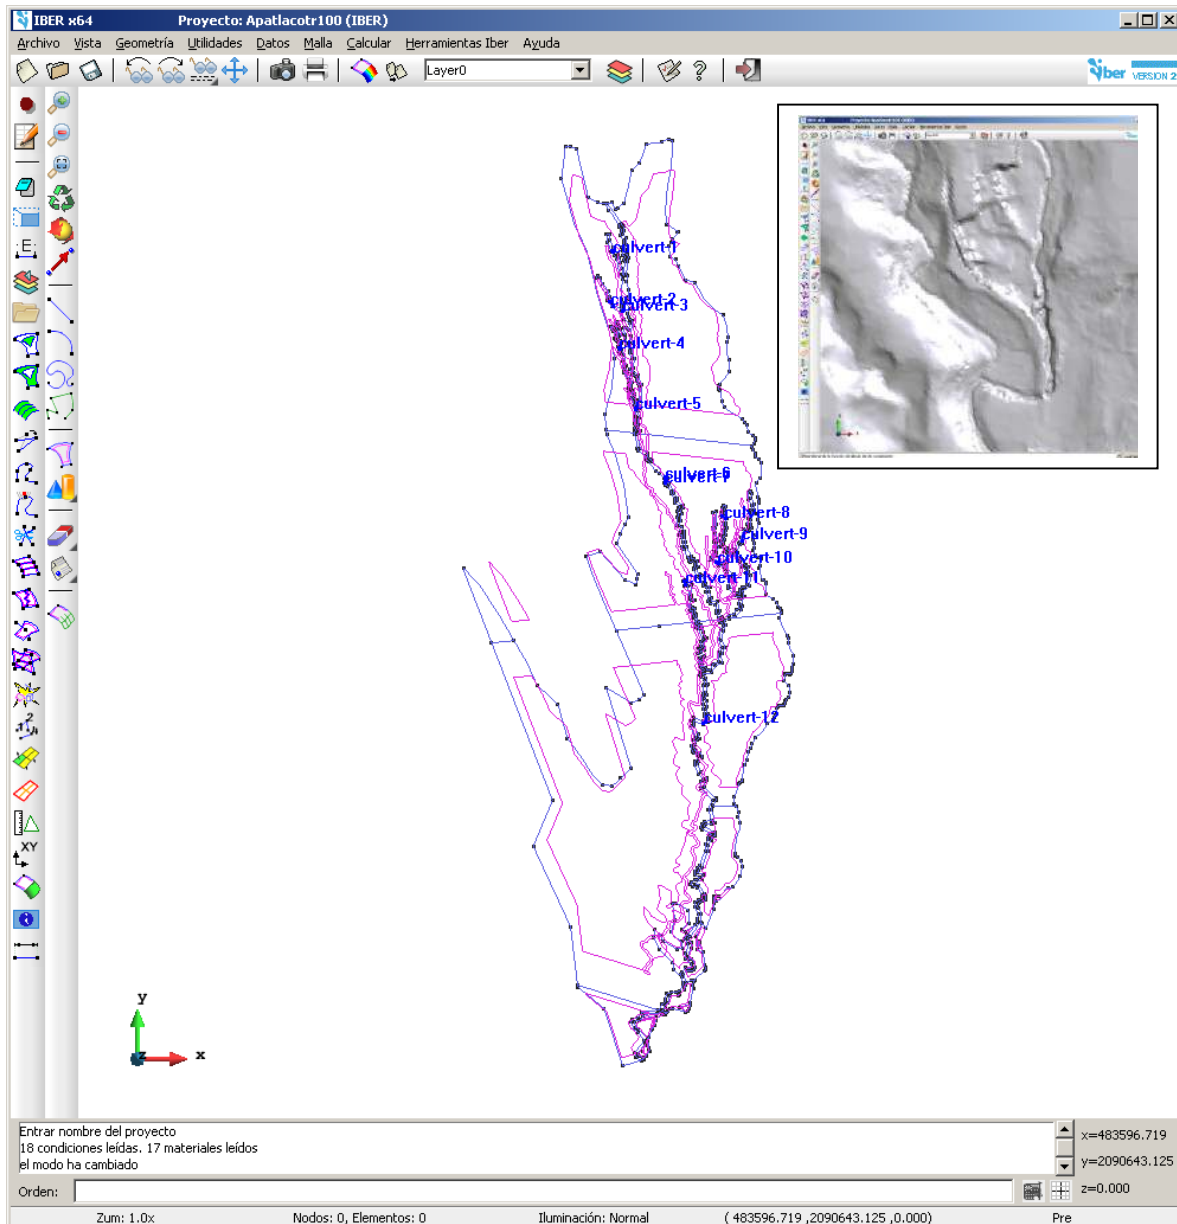 IBER x64 Proyecto: Apatlacotr100 (IBER)
Archivo Vista Geometría Utilidades Datos Malla Calcular Herramientas Iber Ayuda
Layer0
iber VERSION 2
culvert-1
culvert-2
culvert-3
culvert-4
culvert-5
culvert-6
culvert-7
culvert-8
culvert-9
culvert-10
culvert-11
culvert-12
E
XY
y
z x
Entrar nombre del proyecto
18 condiciones leídas. 17 materiales leídos
el modo ha cambiado
x=483596.719
y=2090643.125
z=0.000
Orden:
Zum: 1.0x Nodos: 0, Elementos: 0 Iluminación: Normal ( 483596.719 ,2090643.125 ,0.000) Pre